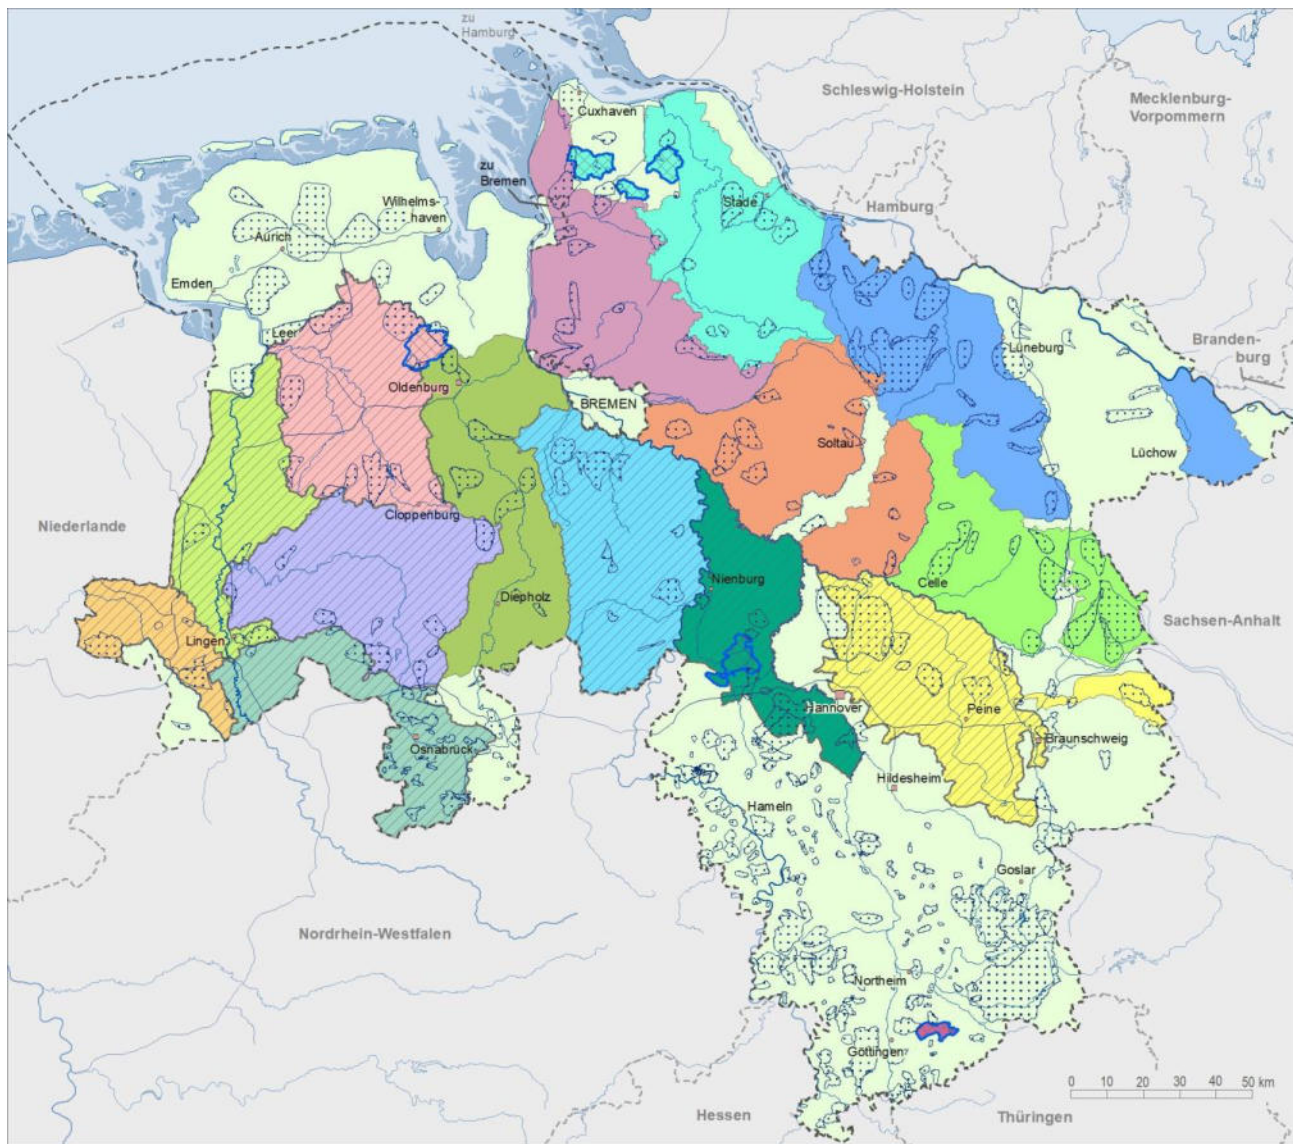 zu
Hamburg
Cuxhaven
Schleswig-Holstein
Mecklenburg-
Vorpommern
zu
Bremen
Wilhelms-
haven
Stade
Hamburg
Aurich
Emden
Leer
Lüneburg
Branden-
burg
Oldenburg
BREMEN
Soltau
Lüchow
Niederlande
Cloppenburg
Nienburg
Celle
Diepholz
Sachsen-Anhalt
Lingen
Hannover
Peine
Braunschweig
Osnabrück
Hildesheim
Hameln
Goslar
Nordrhein-Westfalen
Northeim
Göttingen
0 10 20 30 40 50 km
Hessen
Thüringen